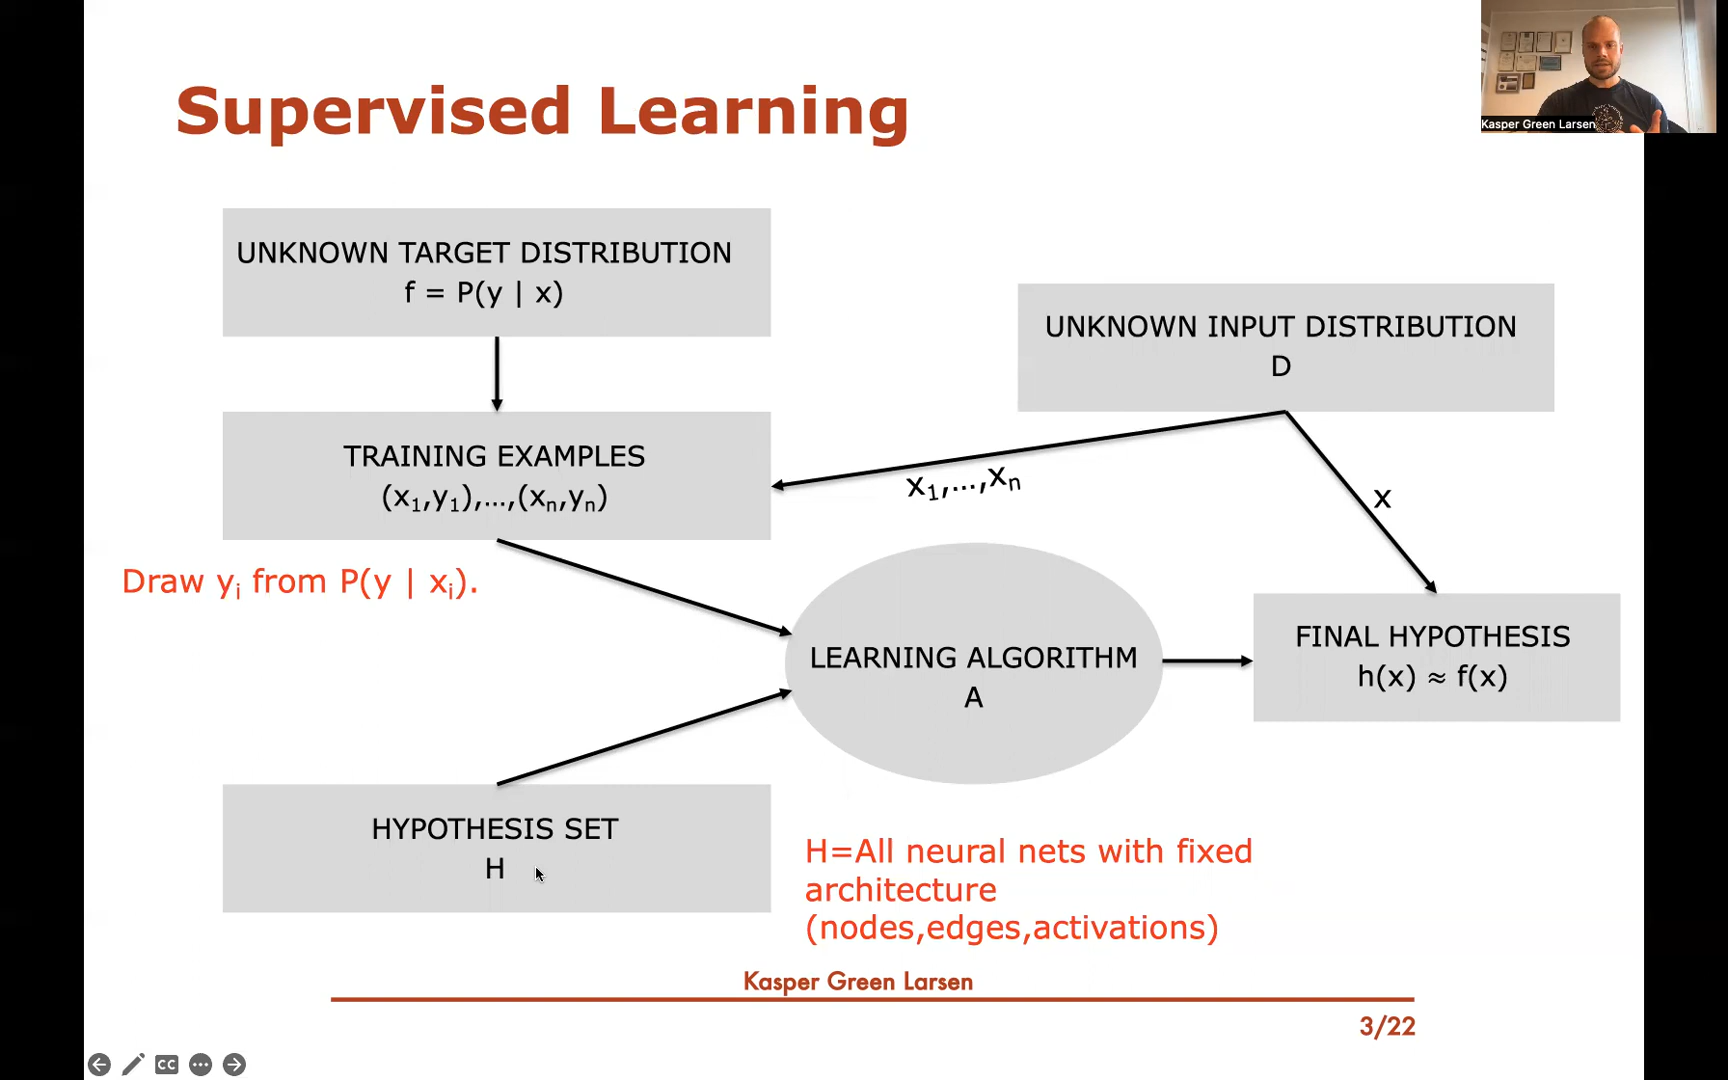 Supervised Learning
Kasper Green Larsen
UNKNOWN TARGET DISTRIBUTION
f = P(y | x)
UNKNOWN INPUT DISTRIBUTION
D
TRAINING EXAMPLES
(x₁,y₁),...,(xₙ,yₙ)
x₁,...,xₙ
x
Draw yᵢ from P(y | xᵢ).
LEARNING ALGORITHM
A
FINAL HYPOTHESIS
h(x) ≈ f(x)
HYPOTHESIS SET
H
H=All neural nets with fixed
architecture
(nodes,edges,activations)
Kasper Green Larsen
3/22
CC